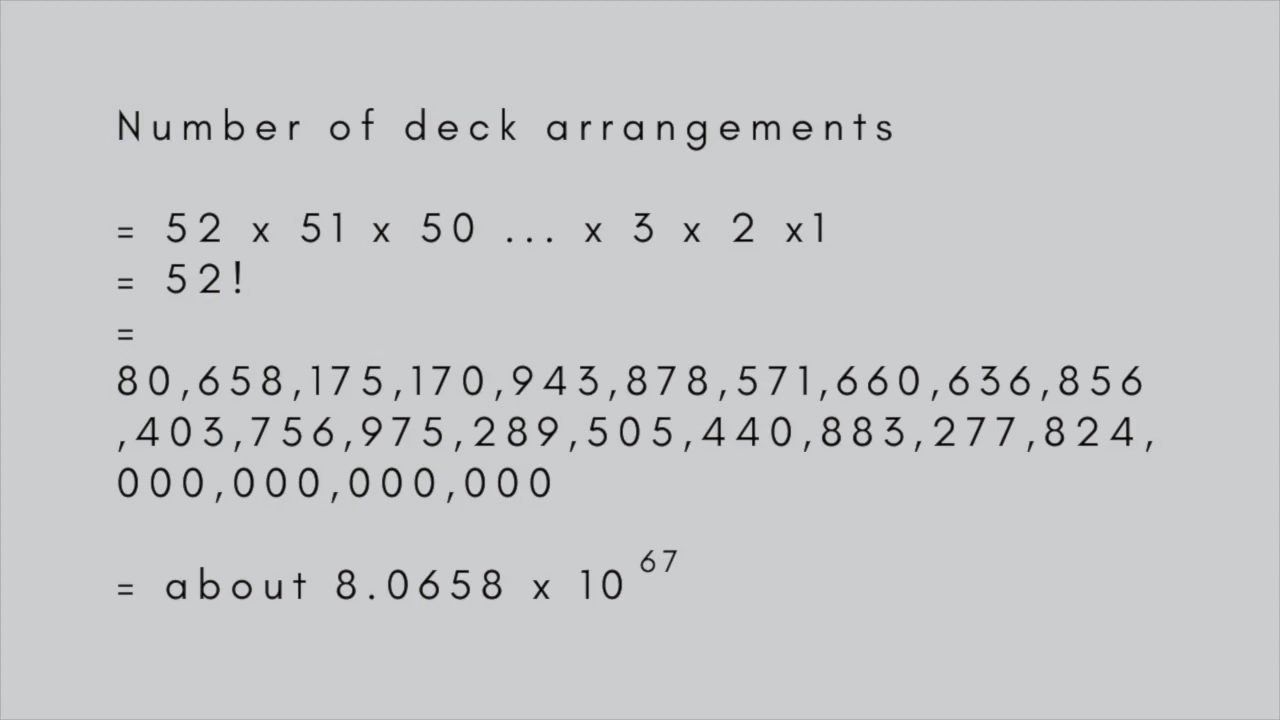 Number of deck arrangements
= 52 x 51 x 50 ... x 3 x 2 x1
= 52!
=
80,658,175,170,943,878,571,660,636,856
,403,756,975,289,505,440,883,277,824,
000,000,000,000
= about 8.0658 x 10 67